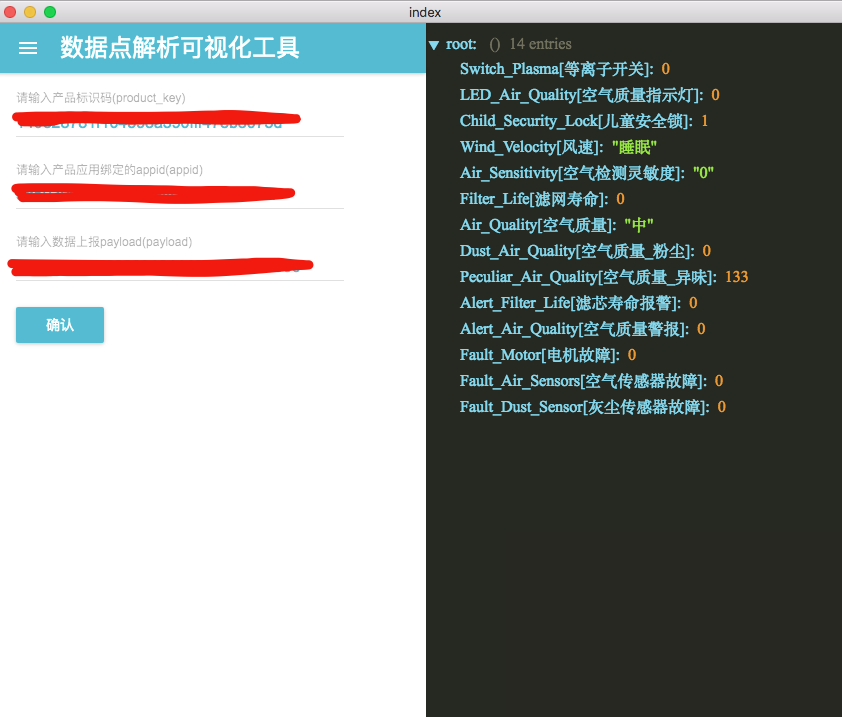 index
数据点解析可视化工具
请输入产品标识码(product_key)
请输入产品应用绑定的appid(appid)
请输入数据上报payload(payload)
确认
root: () 14 entries
Switch_Plasma[等离子开关]: 0
LED_Air_Quality[空气质量指示灯]: 0
Child_Security_Lock[儿童安全锁]: 1
Wind_Velocity[风速]: "睡眠"
Air_Sensitivity[空气检测灵敏度]: "0"
Filter_Life[滤网寿命]: 0
Air_Quality[空气质量]: "中"
Dust_Air_Quality[空气质量_粉尘]: 0
Peculiar_Air_Quality[空气质量_异味]: 133
Alert_Filter_Life[滤芯寿命报警]: 0
Alert_Air_Quality[空气质量警报]: 0
Fault_Motor[电机故障]: 0
Fault_Air_Sensors[空气传感器故障]: 0
Fault_Dust_Sensor[灰尘传感器故障]: 0